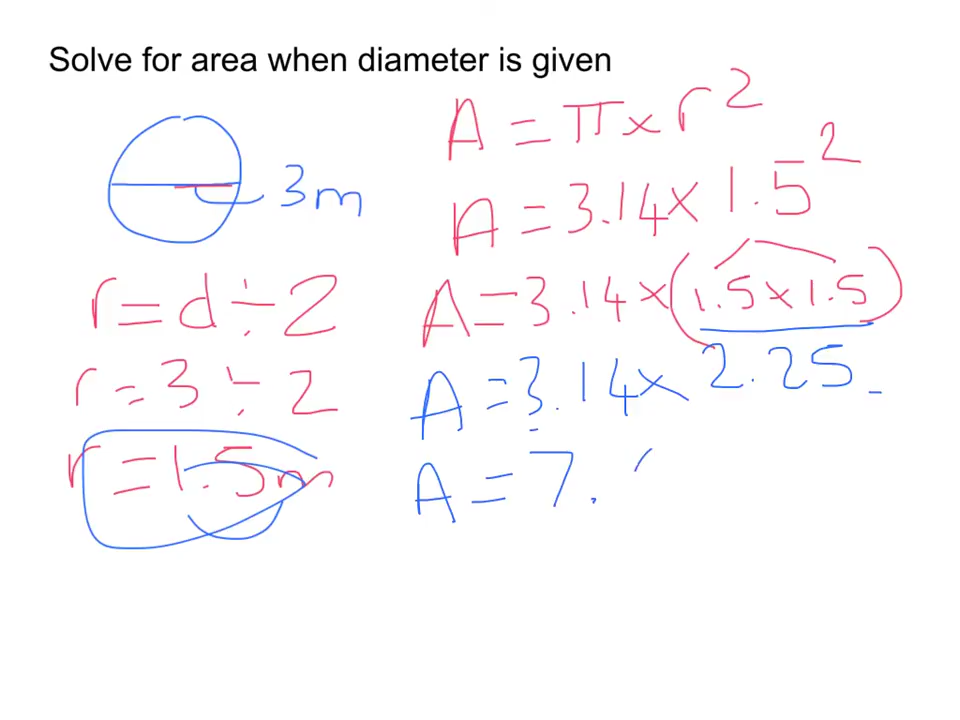 Solve for area when diameter is given
3m
r = d ÷ 2
r = 3 ÷ 2
r = 1.5m
A = π x r²
A = 3.14 x 1.5²
A = 3.14 x (1.5 x 1.5)
A = 3.14 x 2.25
A = 7.